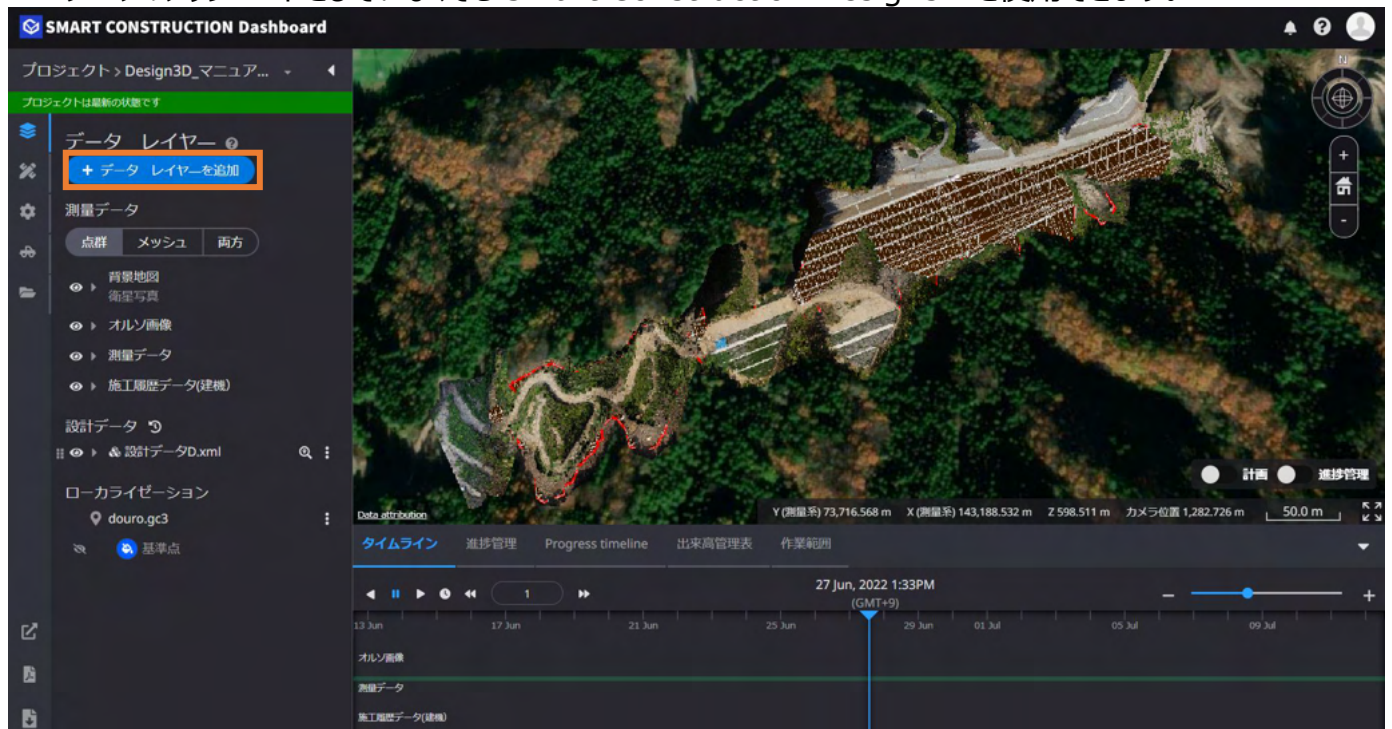 SMART CONSTRUCTION Dashboard
プロジェクト > Design3D_マニュア...
プロジェクトは最新の状態です
データ レイヤー
+ データ レイヤーを追加
測量データ
点群 メッシュ 両方
背景地図
衛星写真
オルソ画像
測量データ
施工履歴データ(建機)
設計データ
設計データD.xml
ローカライゼーション
douro.gc3
基準点
N
+
-
計画 進捗管理
Data attribution
Y (測量系) 73,716.568 m X (測量系) 143,188.532 m Z 598.511 m カメラ位置 1,282.726 m 50.0 m
タイムライン 進捗管理 Progress timeline 出来高管理表 作業範囲
1
27 Jun, 2022 1:33PM
(GMT+9)
13 Jun 17 Jun 21 Jun 25 Jun 29 Jun 01 Jul 05 Jul 09 Jul
オルソ画像
測量データ
施工履歴データ(建機)